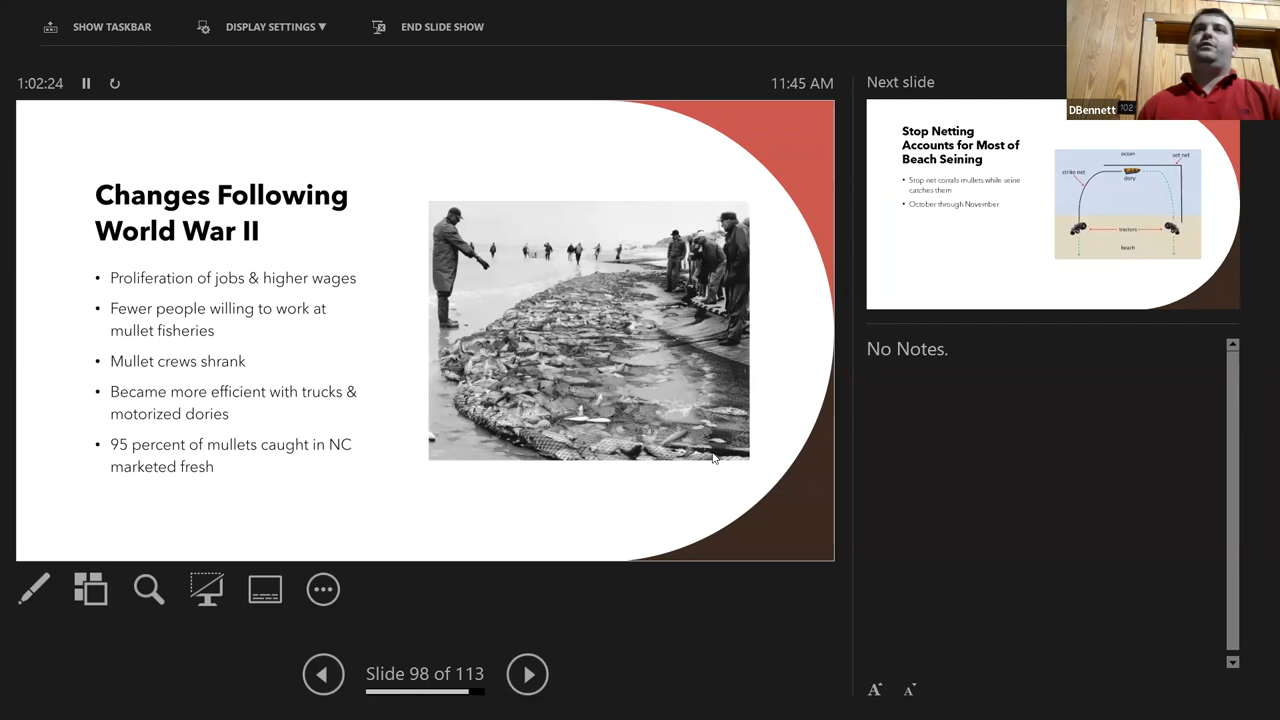 SHOW TASKBAR
DISPLAY SETTINGS ▼
END SLIDE SHOW
1:02:24
11:45 AM
Changes Following
World War II
• Proliferation of jobs & higher wages
• Fewer people willing to work at
mullet fisheries
• Mullet crews shrank
• Became more efficient with trucks &
motorized dories
• 95 percent of mullets caught in NC
marketed fresh
Next slide
DBennett 102
Stop Netting
Accounts for Most of
Beach Seining
• Stop net corrals mullets while seine
catches them
• October through November
ocean
set net
strike net
dory
tractors
beach
No Notes.
Slide 98 of 113
A A